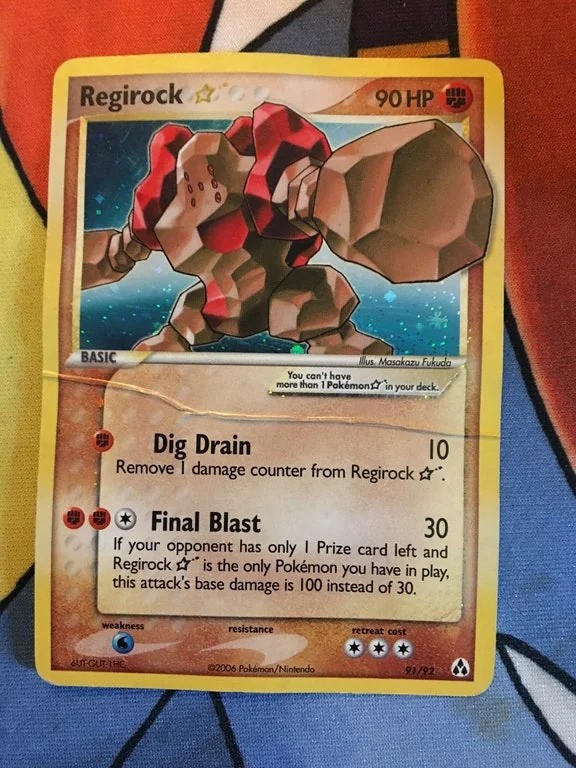 Regirock ☆
90 HP
BASIC
Illus. Masakazu Fukuda
You can't have
more than 1 Pokémon☆ in your deck.
Dig Drain 10
Remove 1 damage counter from Regirock ☆.
Final Blast 30
If your opponent has only 1 Prize card left and
Regirock ☆ is the only Pokémon you have in play,
this attack's base damage is 100 instead of 30.
weakness resistance retreat cost
6UT-GUT-1HC
©2006 Pokémon/Nintendo
91/92